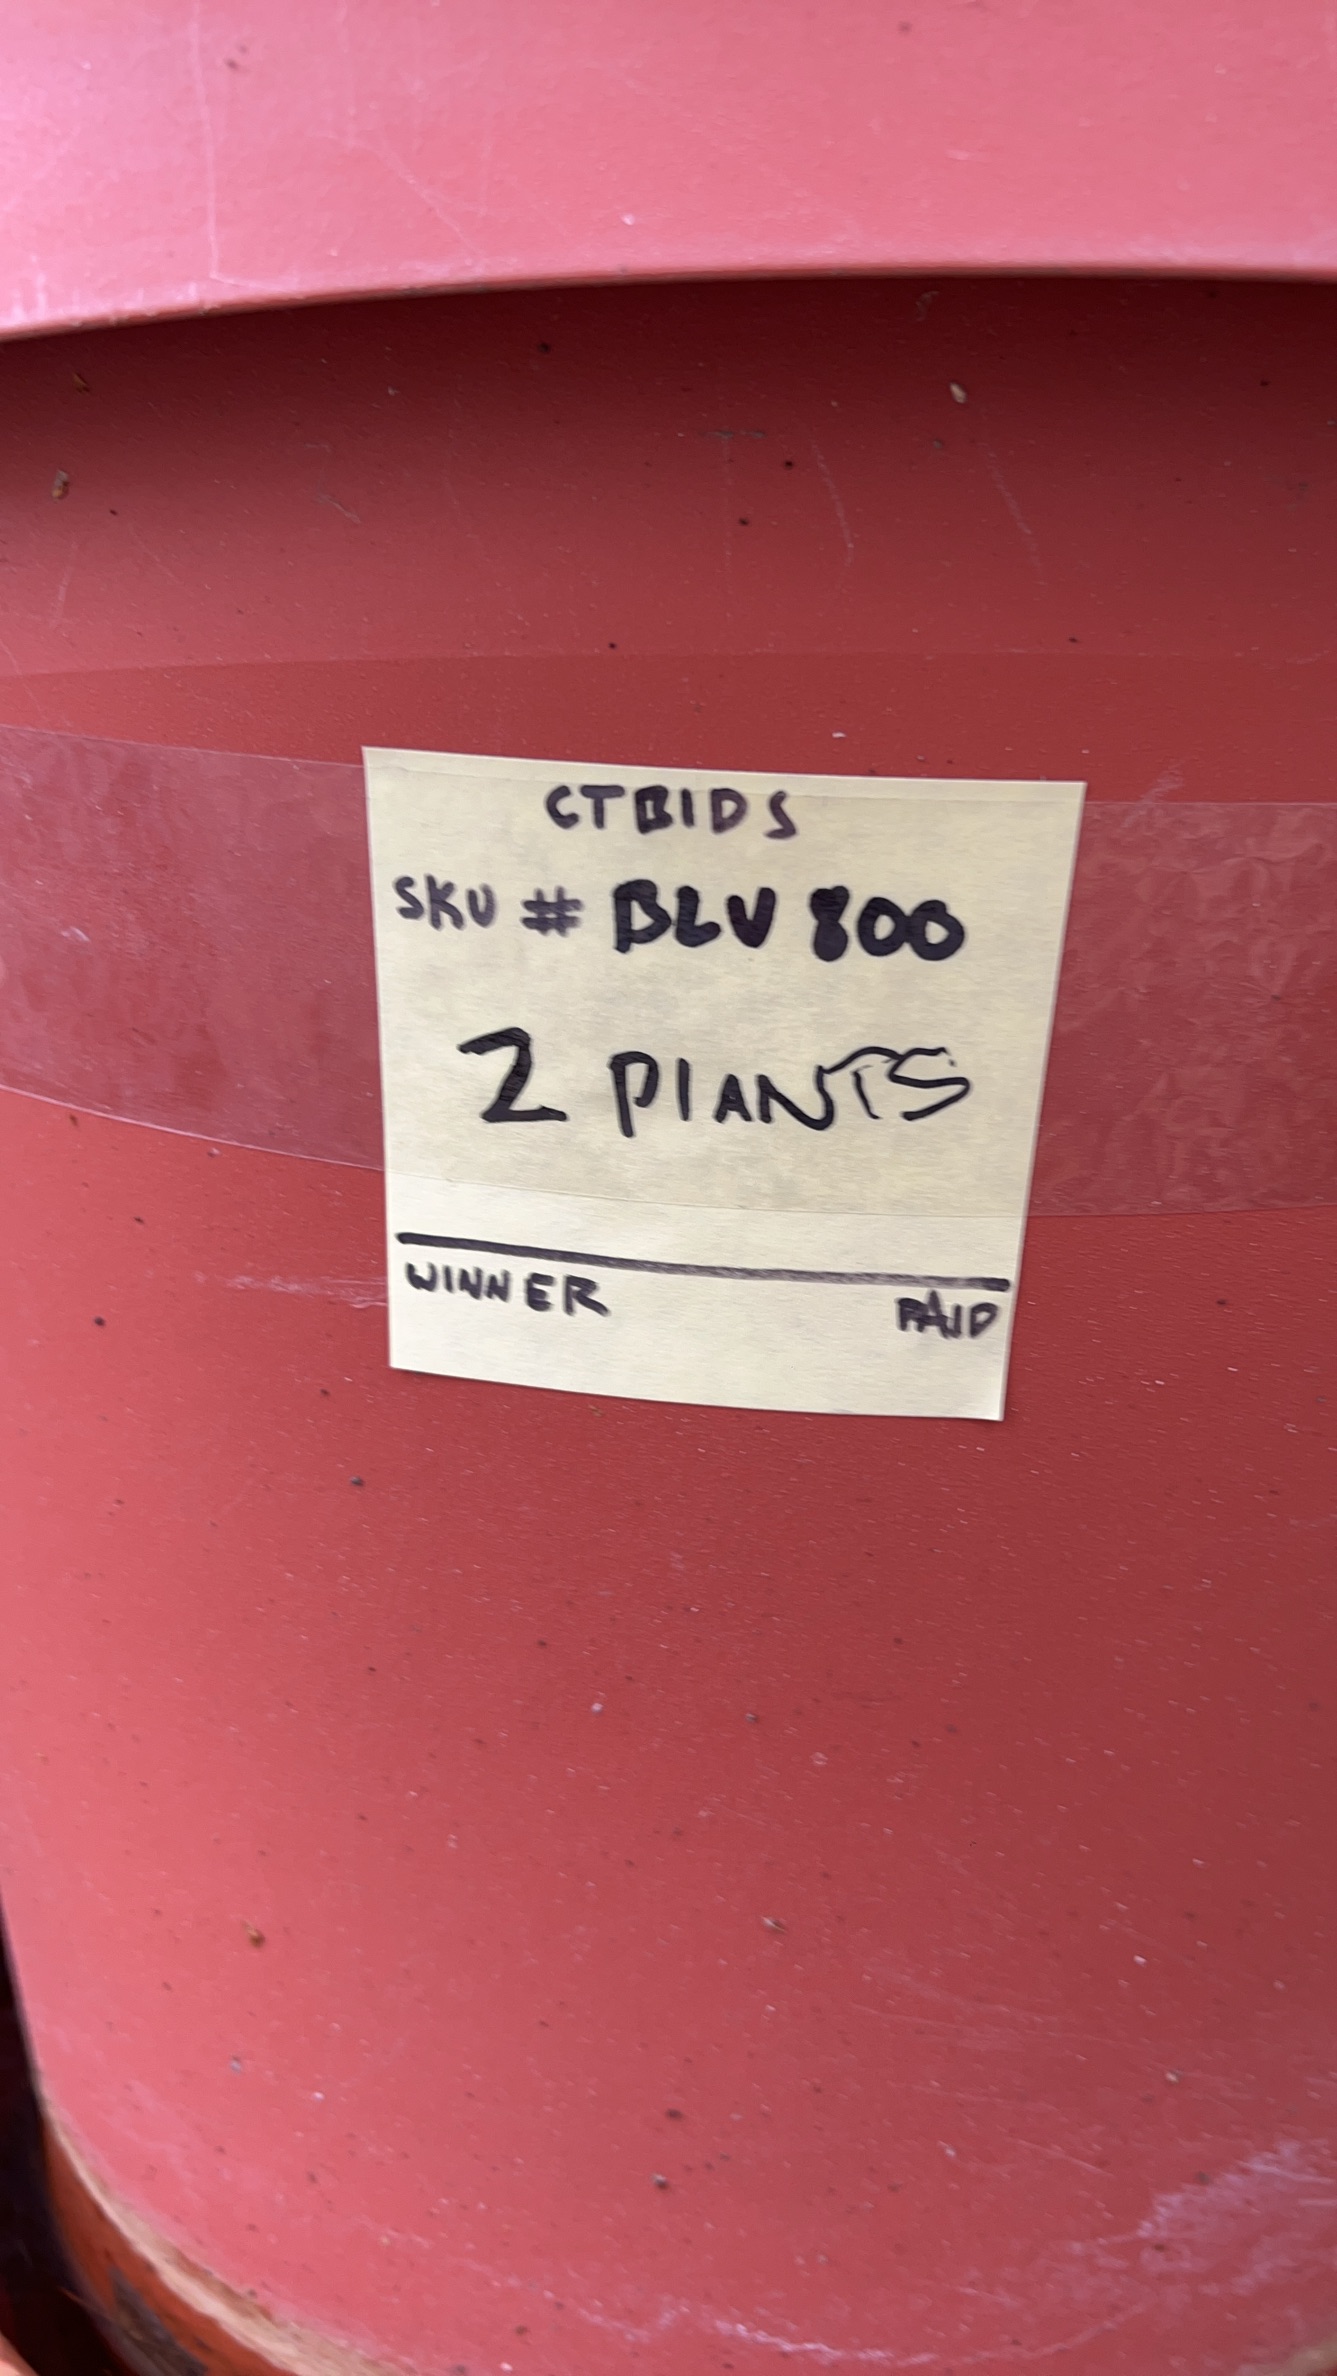 CTBIDS
SKU # BLV 800
2 PlANTS
WINNER PAID